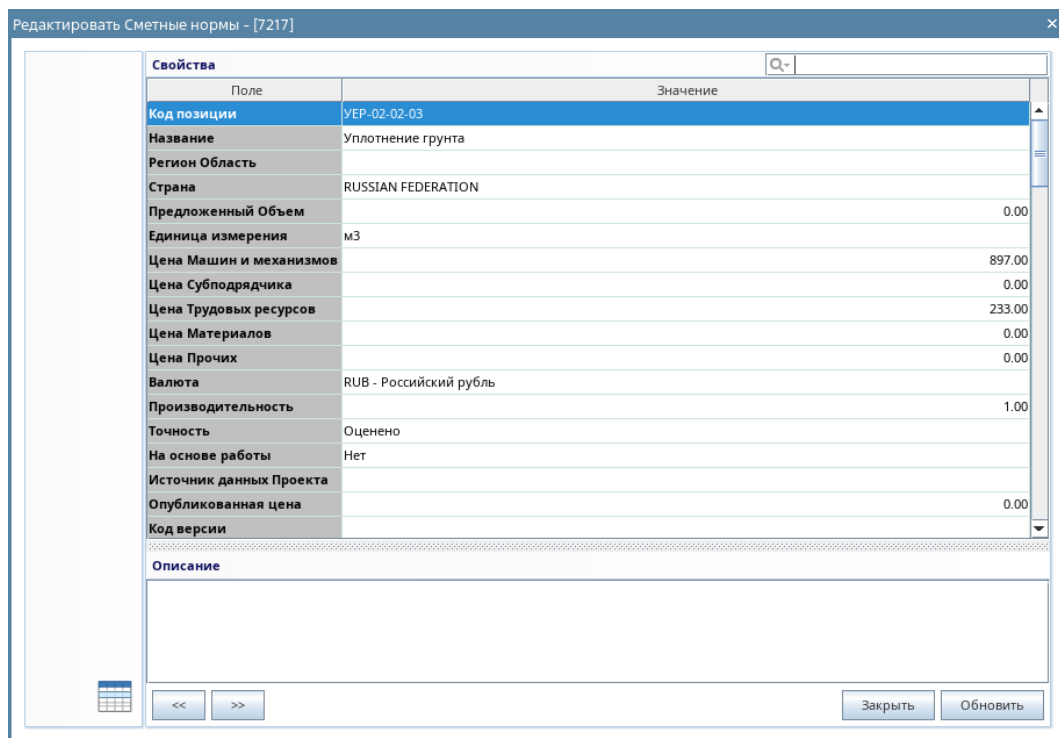 Редактировать Сметные нормы - [7217]
Свойства
Поле Значение
Код позиции УЕР-02-02-03
Название Уплотнение грунта
Регион Область
Страна RUSSIAN FEDERATION
Предложенный Объем 0.00
Единица измерения м3
Цена Машин и механизмов 897.00
Цена Субподрядчика 0.00
Цена Трудовых ресурсов 233.00
Цена Материалов 0.00
Цена Прочих 0.00
Валюта RUB - Российский рубль
Производительность 1.00
Точность Оценено
На основе работы Нет
Источник данных Проекта
Опубликованная цена 0.00
Код версии
Описание
<< >> Закрыть Обновить